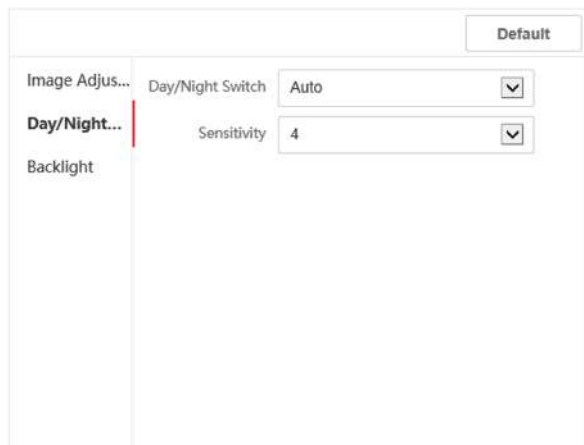 Default
Image Adjus...
Day/Night...
Backlight
Day/Night Switch Auto
Sensitivity 4